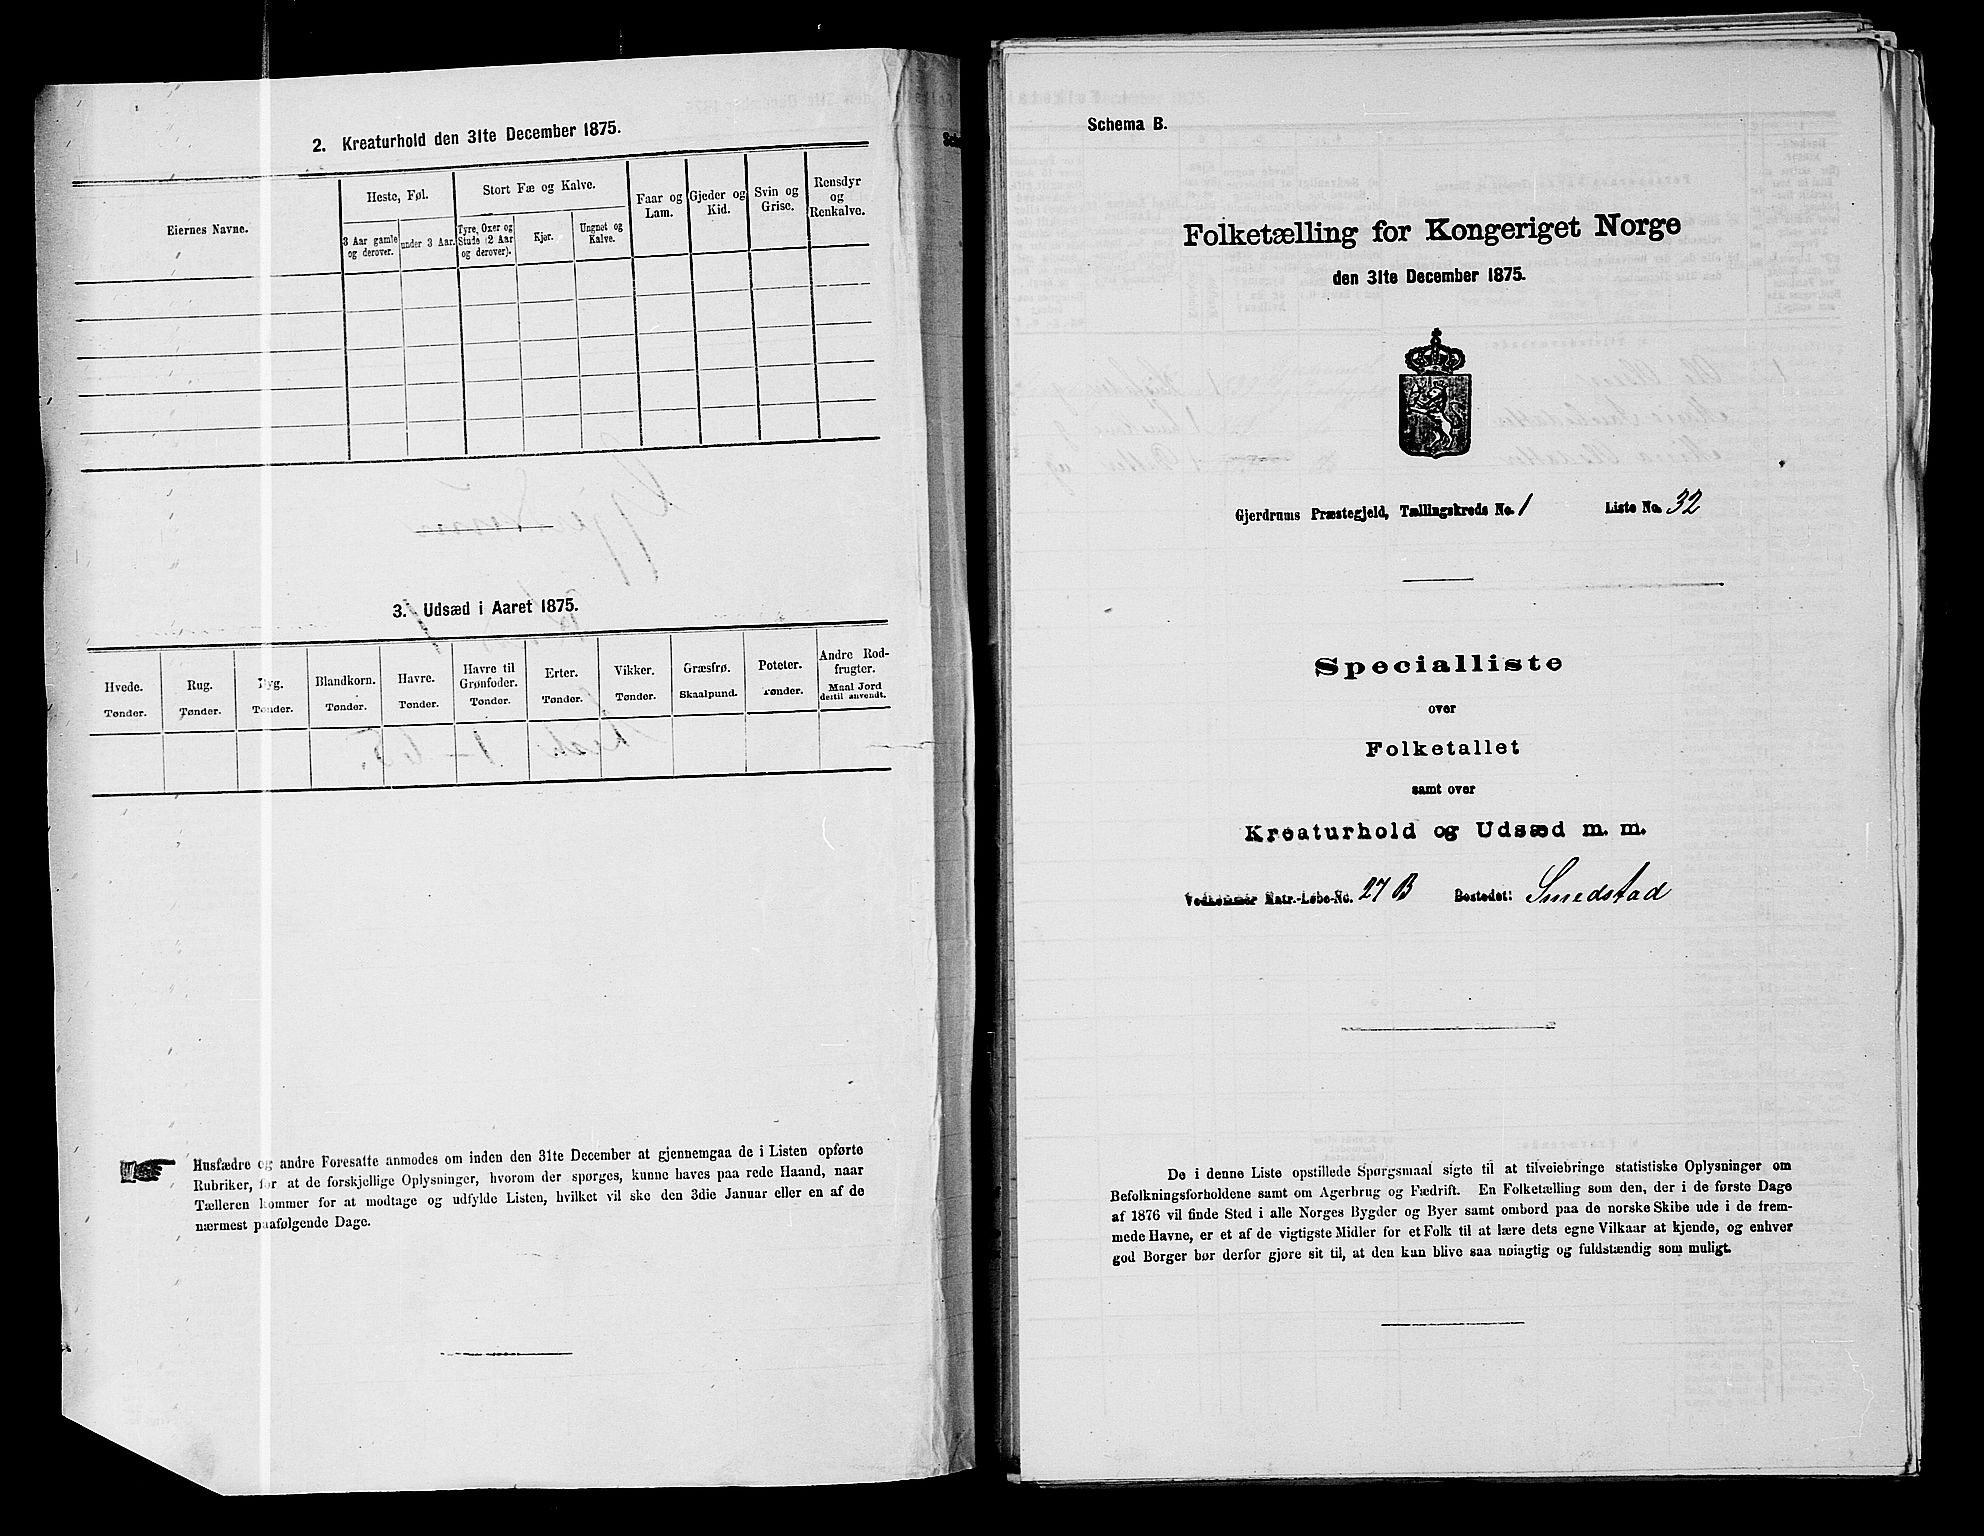 2. Kreaturhold den 31te December 1875.
Eiernes Navne.
Heste, Føl.
3 Aar gamle og derover.
under 3 Aar.
Stort Fæ og Kalve.
Tyre, Oxer og Stude (2 Aar og derover).
Kjør.
Ungnøt og Kalve.
Faar og Lam.
Gjeder og Kid.
Svin og Grise.
Rensdyr og Renkalve.
3. Udsæd i Aaret 1875.
Hvede. Tønder.
Rug. Tønder.
Byg. Tønder.
Blandkorn. Tønder.
Havre. Tønder.
Havre til Grønfoder. Tønder.
Erter. Tønder.
Vikker. Tønder.
Græsfrø. Skaalpund.
Poteter. Tønder.
Andre Rodfrugter. Maal Jord dertil anvendt.
Husfædre og andre Foresatte anmodes om inden den 31te December at gjennemgaa de i Listen opførte
Rubriker, for at de forskjellige Oplysninger, hvorom der spørges, kunne haves paa rede Haand, naar
Tælleren kommer for at modtage og udfylde Listen, hvilket vil ske den 3die Januar eller en af de
nærmest paafølgende Dage.
Schema B.
Folketælling for Kongeriget Norge
den 31te December 1875.
Gjerdrums Præstegjeld, Tællingskreds No. 1 Liste No. 32
Specialliste
over
Folketallet
samt over
Kreaturhold og Udsæd m. m.
Vedkommer Matr.-Løbe-No. 27 B Bostedet: Smedstad
De i denne Liste opstillede Spørgsmaal sigte til at tilveiebringe statistiske Oplysninger om
Befolkningsforholdene samt om Agerbrug og Fædrift. En Folketælling som den, der i de første Dage
af 1876 vil finde Sted i alle Norges Bygder og Byer samt ombord paa de norske Skibe ude i de frem-
mede Havne, er et af de vigtigste Midler for et Folk til at lære dets egne Vilkaar at kjende, og enhver
god Borger bør derfor gjøre sit til, at den kan blive saa nøiagtig og fuldstændig som muligt.